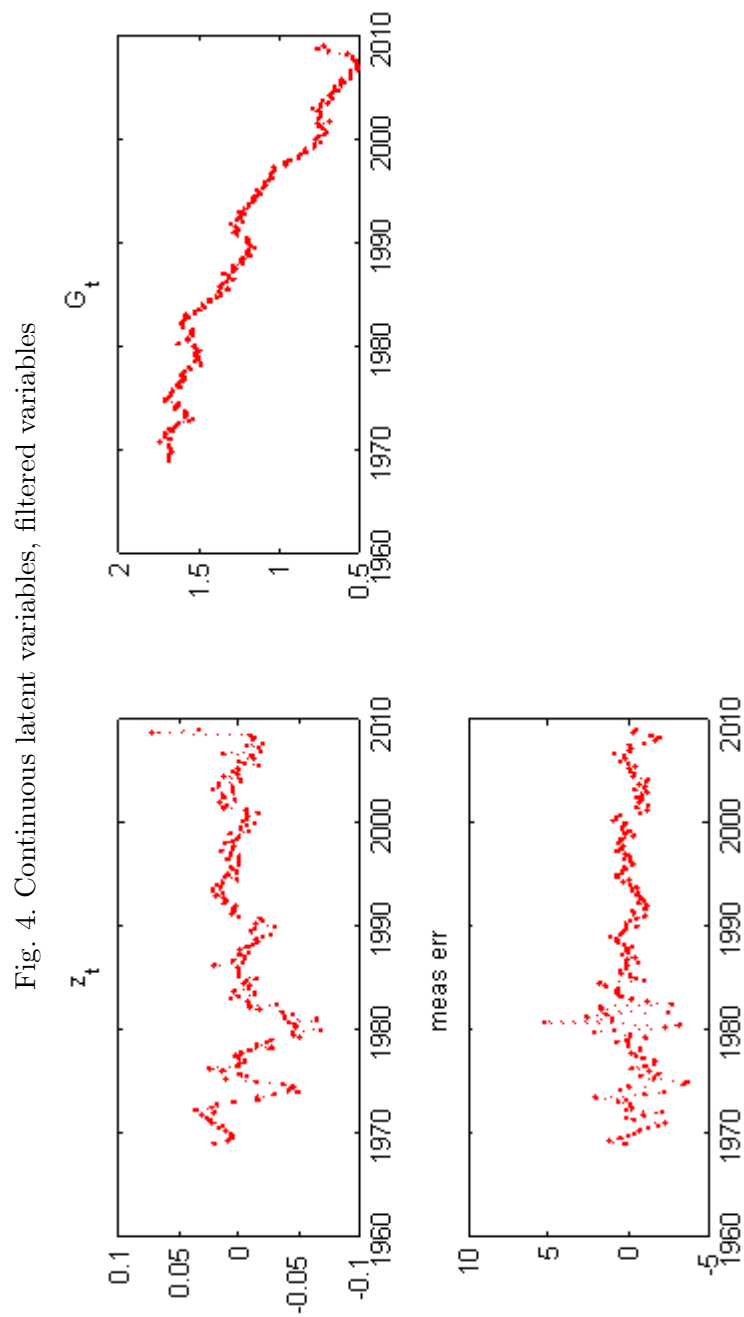 Fig. 4. Continuous latent variables, filtered variables
z_t
0.1
0.05
0
-0.05
-0.1
1960 1970 1980 1990 2000 2010
G_t
2
1.5
1
0.5
1960 1970 1980 1990 2000 2010
meas err
10
5
0
-5
1960 1970 1980 1990 2000 2010